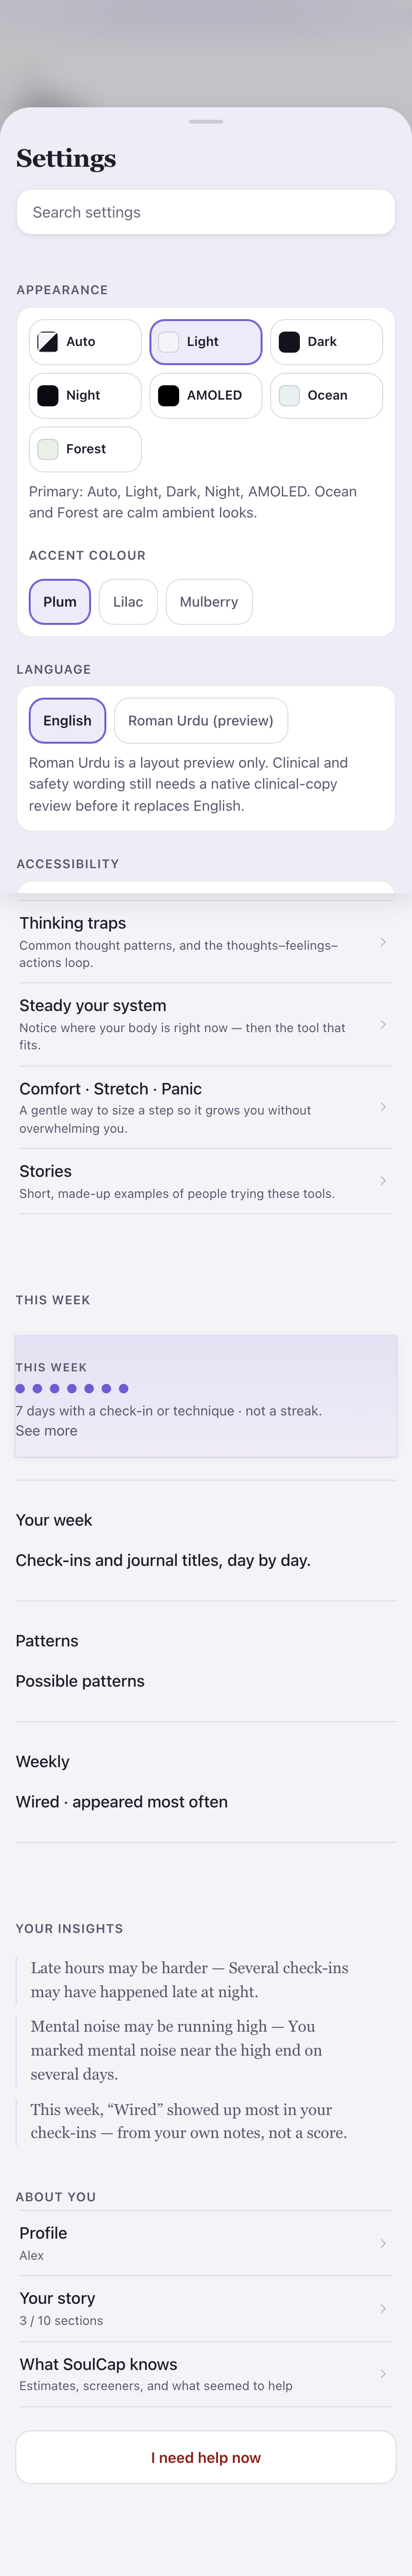 Settings
Search settings
APPEARANCE
Auto
Light
Dark
Night
AMOLED
Ocean
Forest
Primary: Auto, Light, Dark, Night, AMOLED. Ocean
and Forest are calm ambient looks.
ACCENT COLOUR
Plum
Lilac
Mulberry
LANGUAGE
English
Roman Urdu (preview)
Roman Urdu is a layout preview only. Clinical and
safety wording still needs a native clinical-copy
review before it replaces English.
ACCESSIBILITY
Thinking traps
Common thought patterns, and the thoughts–feelings–
actions loop.
Steady your system
Notice where your body is right now — then the tool that
fits.
Comfort · Stretch · Panic
A gentle way to size a step so it grows you without
overwhelming you.
Stories
Short, made-up examples of people trying these tools.
THIS WEEK
THIS WEEK
7 days with a check-in or technique · not a streak.
See more
Your week
Check-ins and journal titles, day by day.
Patterns
Possible patterns
Weekly
Wired · appeared most often
YOUR INSIGHTS
Late hours may be harder — Several check-ins
may have happened late at night.
Mental noise may be running high — You
marked mental noise near the high end on
several days.
This week, “Wired” showed up most in your
check-ins — from your own notes, not a score.
ABOUT YOU
Profile
Alex
Your story
3 / 10 sections
What SoulCap knows
Estimates, screeners, and what seemed to help
I need help now